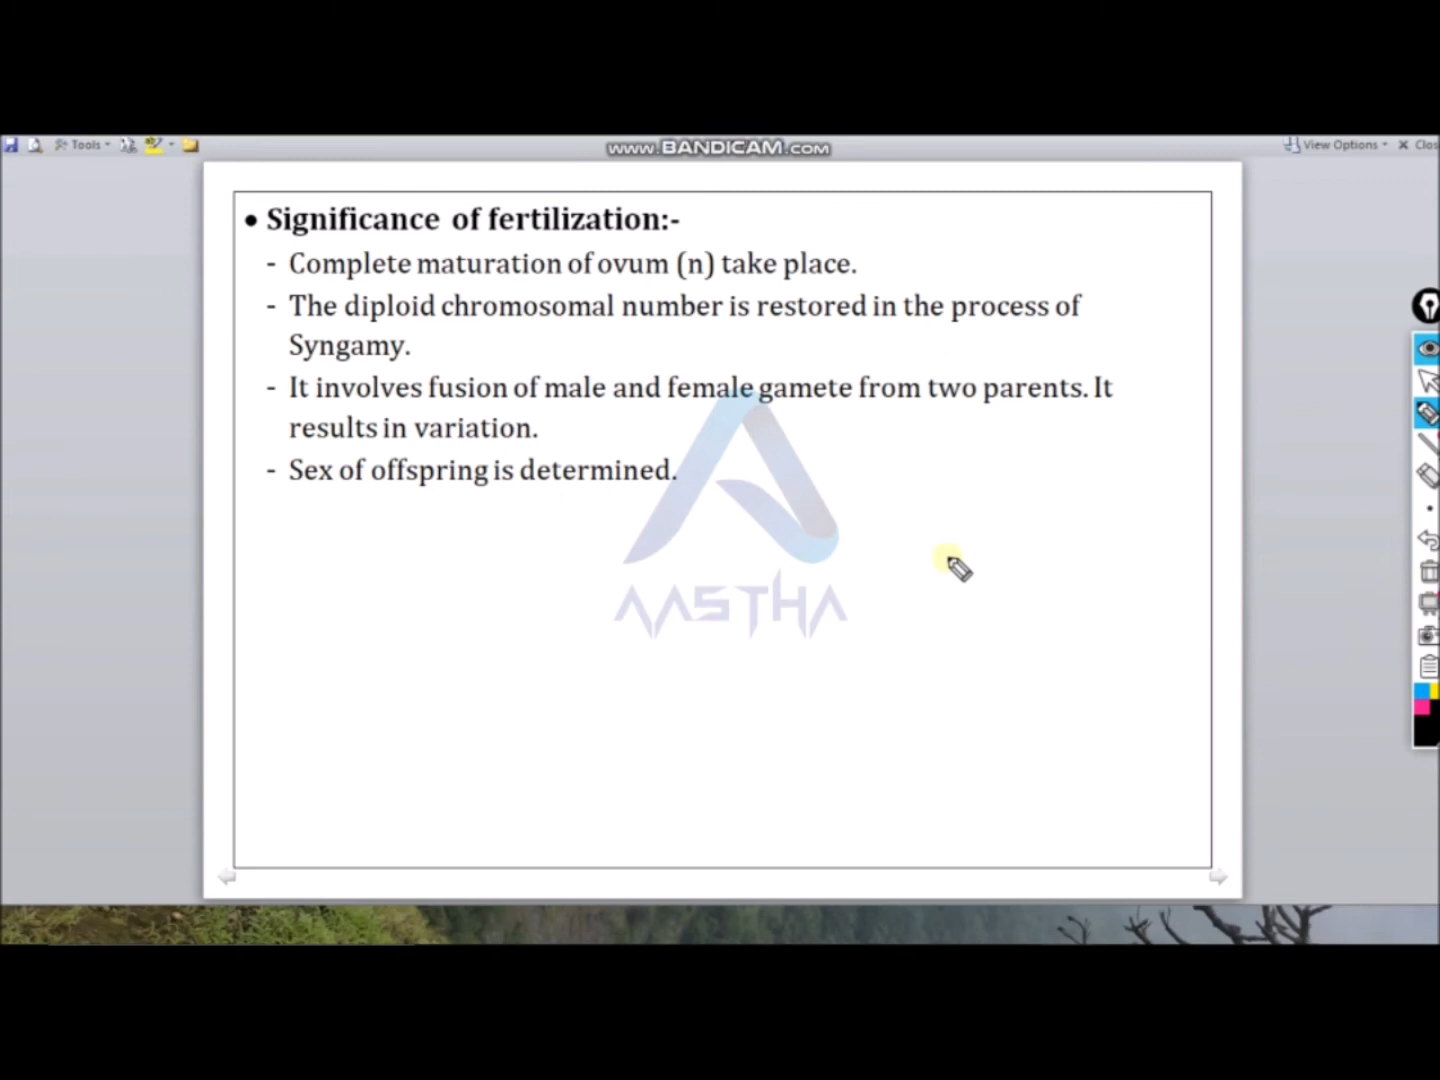 Tools
www.BANDICAM.com
View Options
Clos
• Significance of fertilization:-
- Complete maturation of ovum (n) take place.
- The diploid chromosomal number is restored in the process of
Syngamy.
- It involves fusion of male and female gamete from two parents. It
results in variation.
- Sex of offspring is determined.
AASTHA